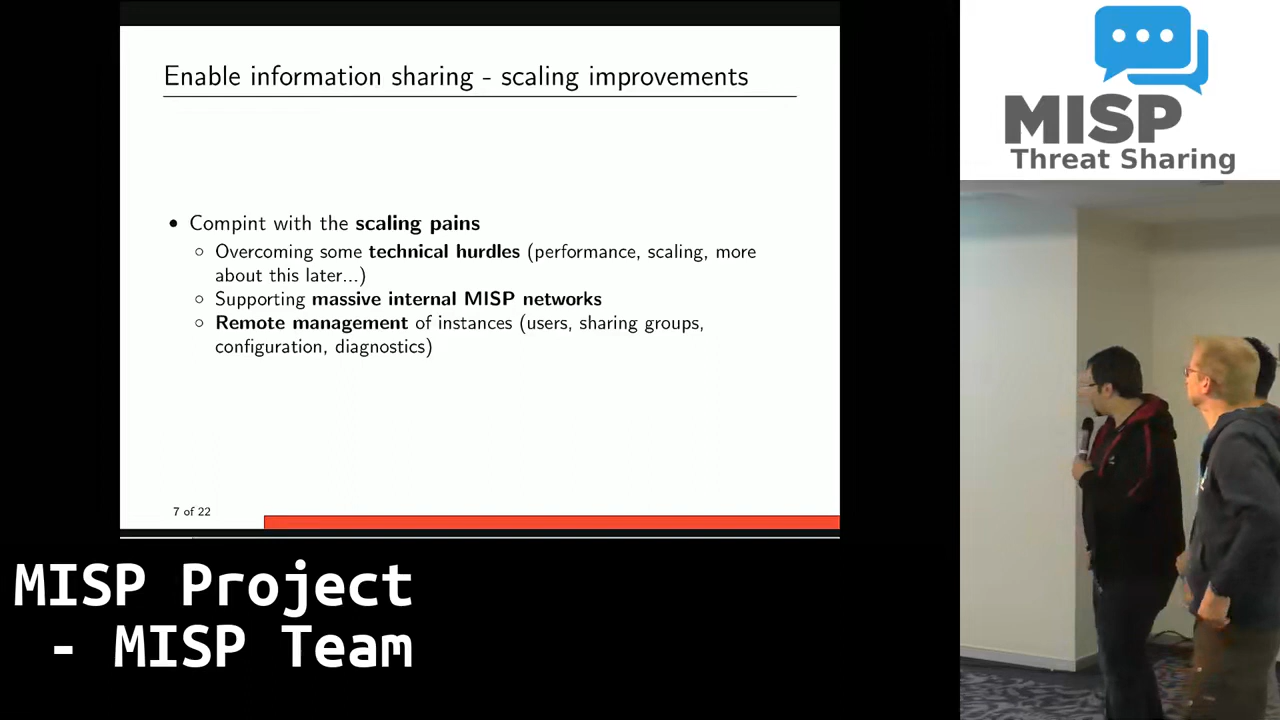 Enable information sharing - scaling improvements
• Compint with the scaling pains
◦ Overcoming some technical hurdles (performance, scaling, more
about this later...)
◦ Supporting massive internal MISP networks
◦ Remote management of instances (users, sharing groups,
configuration, diagnostics)
7 of 22
MISP
Threat Sharing
MISP Project
- MISP Team